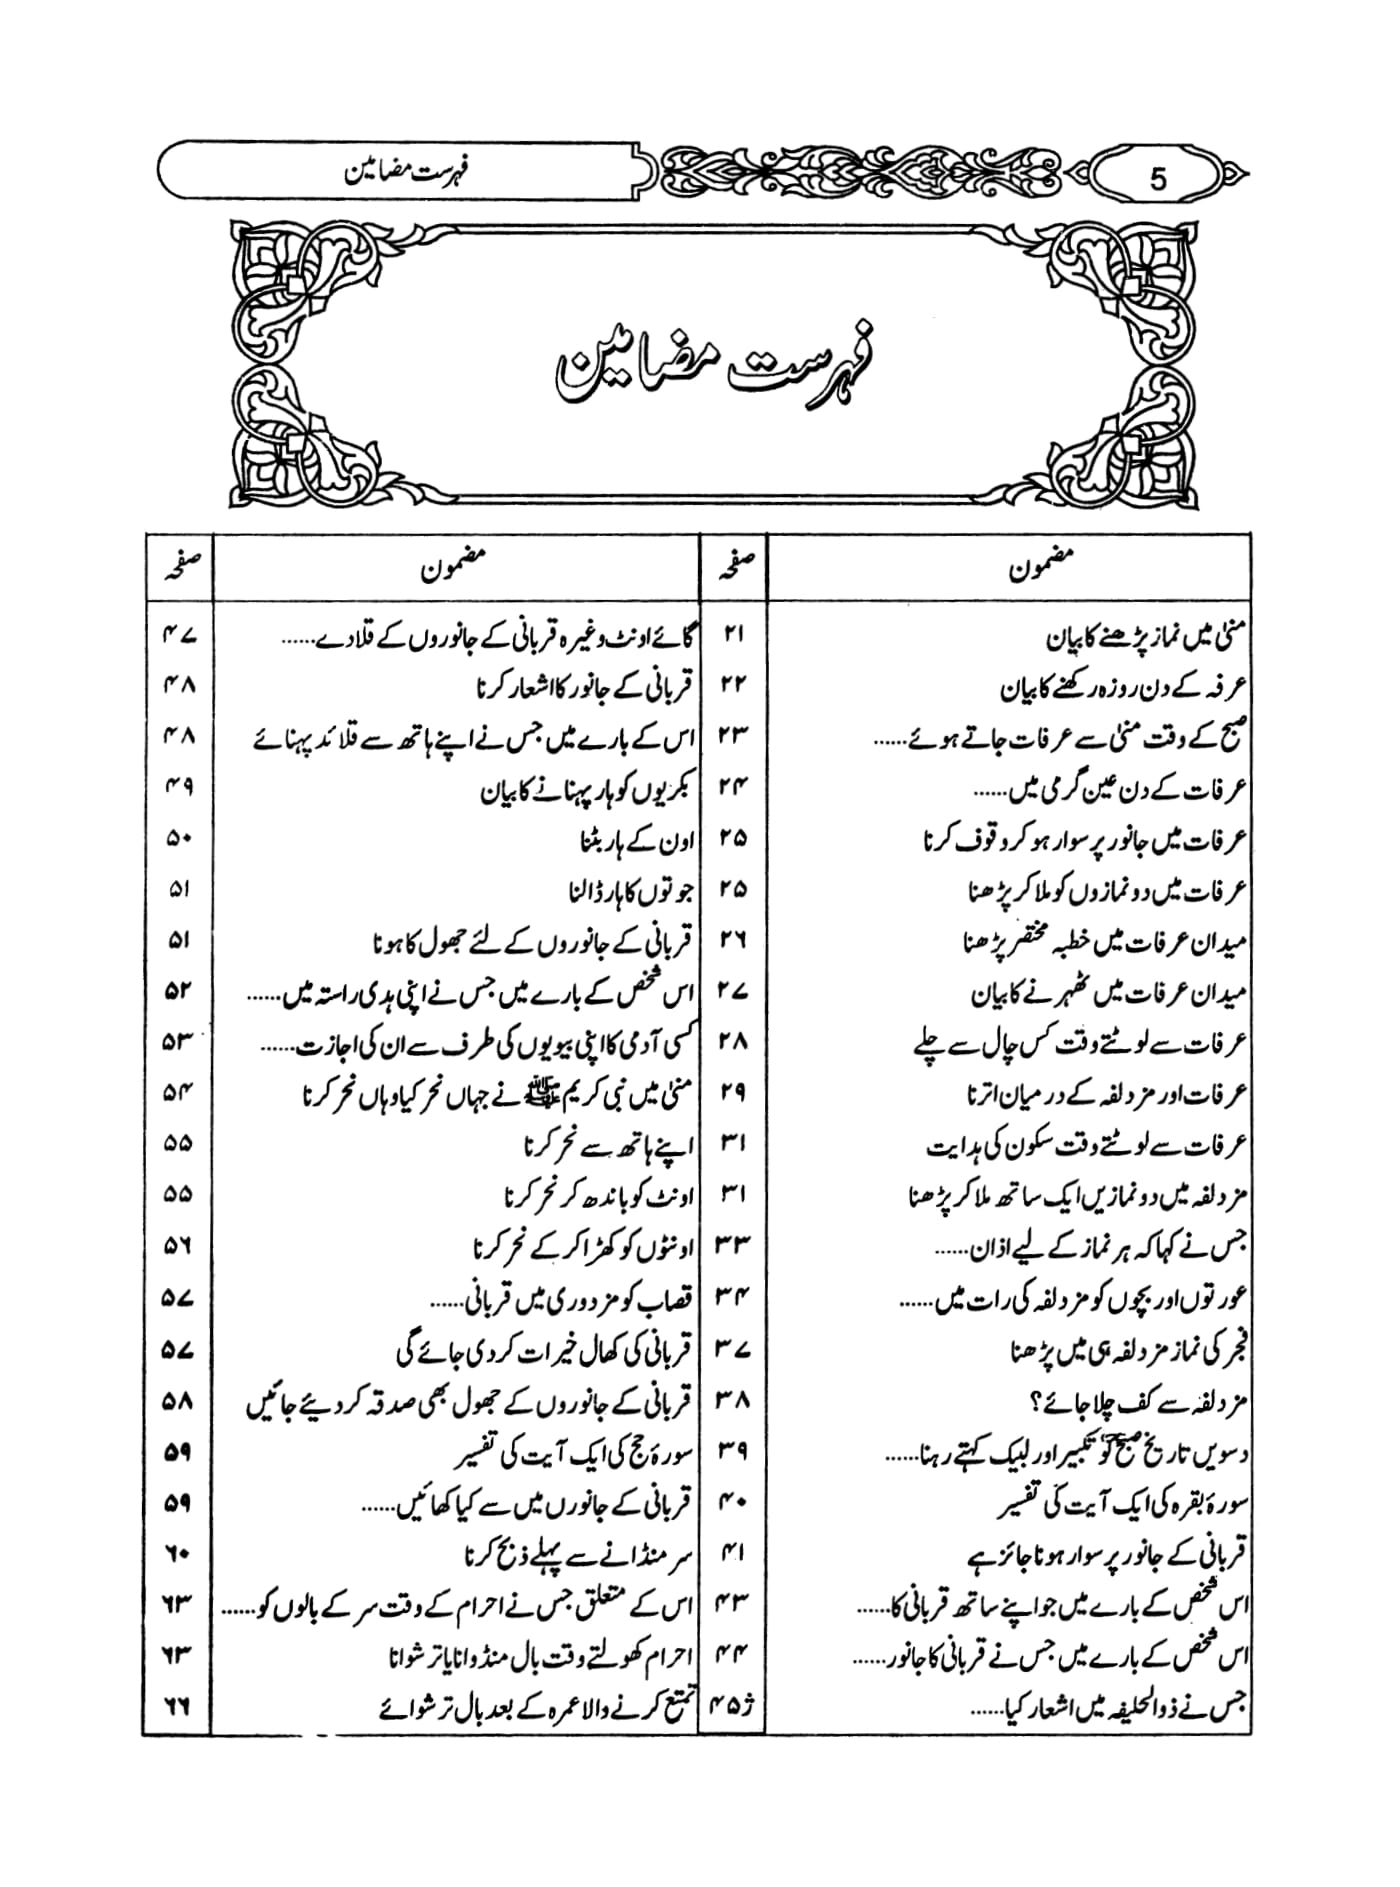 5
فہرست مضامین
فہرست مضامین
مضمون صفحہ مضمون صفحہ
منیٰ میں نماز پڑھنے کا بیان ۲۱ گائے اونٹ وغیرہ قربانی کے جانوروں کے قلادے...... ۴۷
عرفہ کے دن روزہ رکھنے کا بیان ۲۲ قربانی کے جانور کا اشعار کرنا ۴۸
صبح کے وقت منیٰ سے عرفات جاتے ہوئے...... ۲۳ اس کے بارے میں جس نے اپنے ہاتھ سے قلائد پہنائے ۴۸
عرفات کے دن عین گرمی میں...... ۲۴ بکریوں کو ہار پہنانے کا بیان ۴۹
عرفات میں جانور پر سوار ہو کر وقوف کرنا ۲۵ اون کے ہار بٹنا ۵۰
عرفات میں دو نمازوں کو ملا کر پڑھنا ۲۵ جوتوں کا ہار ڈالنا ۵۱
میدان عرفات میں خطبہ مختصر پڑھنا ۲۶ قربانی کے جانوروں کے لئے جھول کا ہونا ۵۱
میدان عرفات میں ٹھہرنے کا بیان ۲۷ اس شخص کے بارے میں جس نے اپنی ہدی راستہ میں...... ۵۲
عرفات سے لوٹتے وقت کس چال سے چلے ۲۸ کسی آدمی کا اپنی بیویوں کی طرف سے ان کی اجازت...... ۵۳
عرفات اور مزدلفہ کے درمیان اترنا ۲۹ منیٰ میں نبی کریم ﷺ نے جہاں نحر کیا وہاں نحر کرنا ۵۴
عرفات سے لوٹتے وقت سکون کی ہدایت ۳۱ اپنے ہاتھ سے نحر کرنا ۵۵
مزدلفہ میں دو نمازیں ایک ساتھ ملا کر پڑھنا ۳۱ اونٹ کو باندھ کر نحر کرنا ۵۵
جس نے کہا کہ ہر نماز کے لیے اذان...... ۳۳ اونٹوں کو کھڑا کر کے نحر کرنا ۵۶
عورتوں اور بچوں کو مزدلفہ کی رات میں...... ۳۴ قصاب کو مزدوری میں قربانی...... ۵۷
فجر کی نماز مزدلفہ ہی میں پڑھنا ۳۷ قربانی کی کھال خیرات کر دی جائے گی ۵۷
مزدلفہ سے کف چلا جائے؟ ۳۸ قربانی کے جانوروں کے جھول بھی صدقہ کر دیئے جائیں ۵۸
دسویں تاریخ صبح کو تکبیر اور لبیک کہتے رہنا...... ۳۹ سورۂ حج کی ایک آیت کی تفسیر ۵۹
سورۂ بقرہ کی ایک آیت کی تفسیر ۴۰ قربانی کے جانورں میں سے کیا کھائیں...... ۵۹
قربانی کے جانور پر سوار ہونا جائز ہے ۴۱ سر منڈانے سے پہلے ذبح کرنا ۶۰
اس شخص کے بارے میں جو اپنے ساتھ قربانی کا...... ۴۳ اس کے متعلق جس نے احرام کے وقت سر کے بالوں کو...... ۶۳
اس شخص کے بارے میں جس نے قربانی کا جانور...... ۴۴ احرام کھولتے وقت بال منڈوانا یا ترشوانا ۶۳
جس نے ذوالحلیفہ میں اشعار کیا...... ۴۵ژ تمتع کرنے والا عمرہ کے بعد بال ترشوائے ۶۶